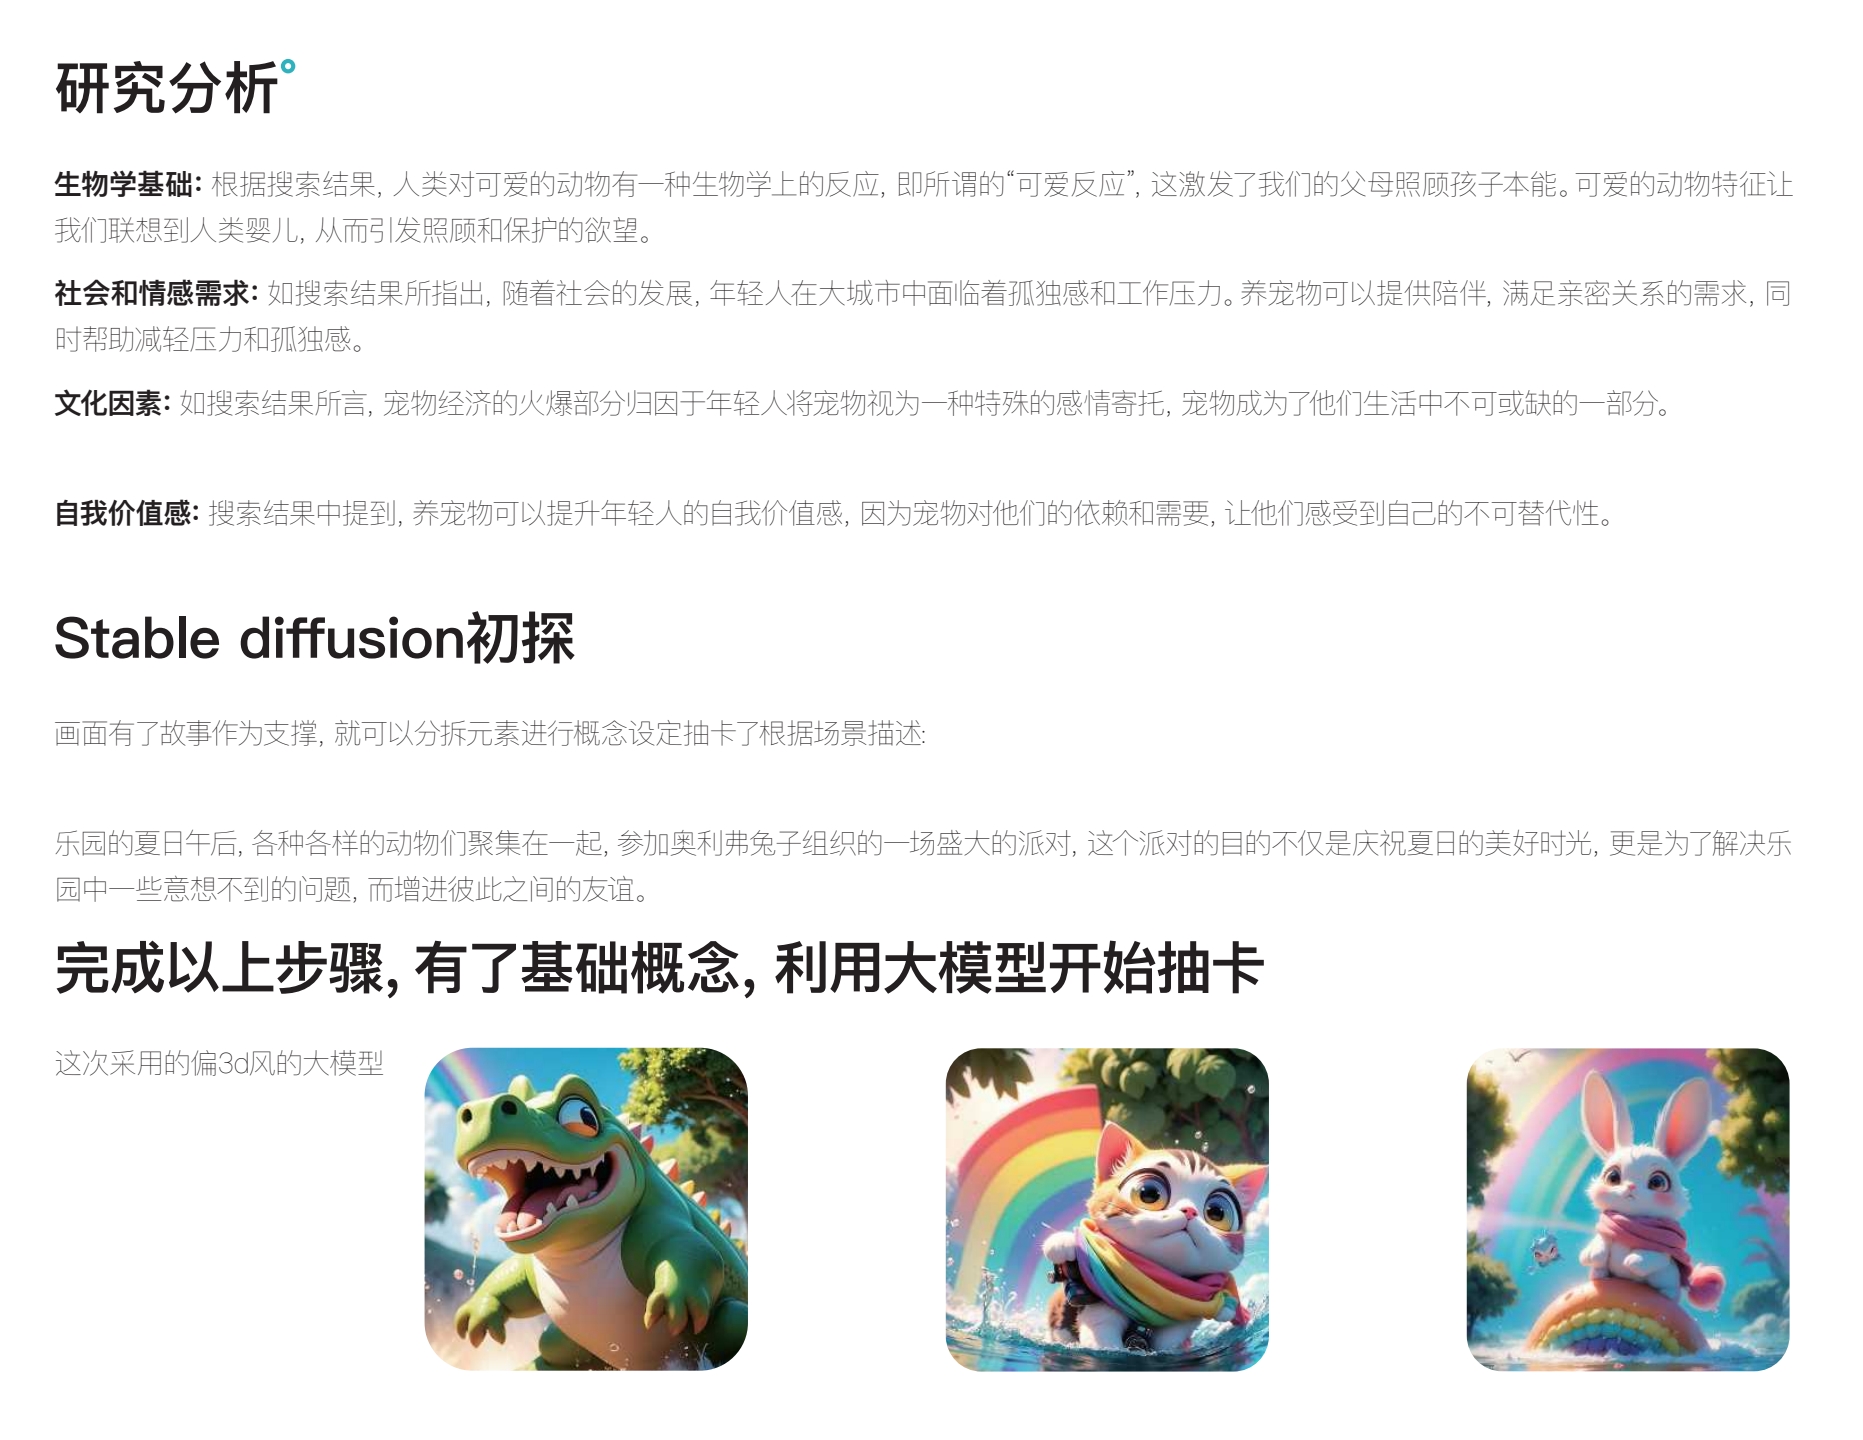 研究分析
生物学基础: 根据搜索结果, 人类对可爱的动物有一种生物学上的反应, 即所谓的“可爱反应”, 这激发了我们的父母照顾孩子本能。可爱的动物特征让
我们联想到人类婴儿, 从而引发照顾和保护的欲望。
社会和情感需求: 如搜索结果所指出, 随着社会的发展, 年轻人在大城市中面临着孤独感和工作压力。养宠物可以提供陪伴, 满足亲密关系的需求, 同
时帮助减轻压力和孤独感。
文化因素: 如搜索结果所言, 宠物经济的火爆部分归因于年轻人将宠物视为一种特殊的感情寄托, 宠物成为了他们生活中不可或缺的一部分。
自我价值感: 搜索结果中提到, 养宠物可以提升年轻人的自我价值感, 因为宠物对他们的依赖和需要, 让他们感受到自己的不可替代性。
Stable diffusion初探
画面有了故事作为支撑, 就可以分拆元素进行概念设定抽卡了根据场景描述:
乐园的夏日午后, 各种各样的动物们聚集在一起, 参加奥利弗兔子组织的一场盛大的派对, 这个派对的目的不仅是庆祝夏日的美好时光, 更是为了解决乐
园中一些意想不到的问题, 而增进彼此之间的友谊。
完成以上步骤, 有了基础概念, 利用大模型开始抽卡
这次采用的偏3d风的大模型